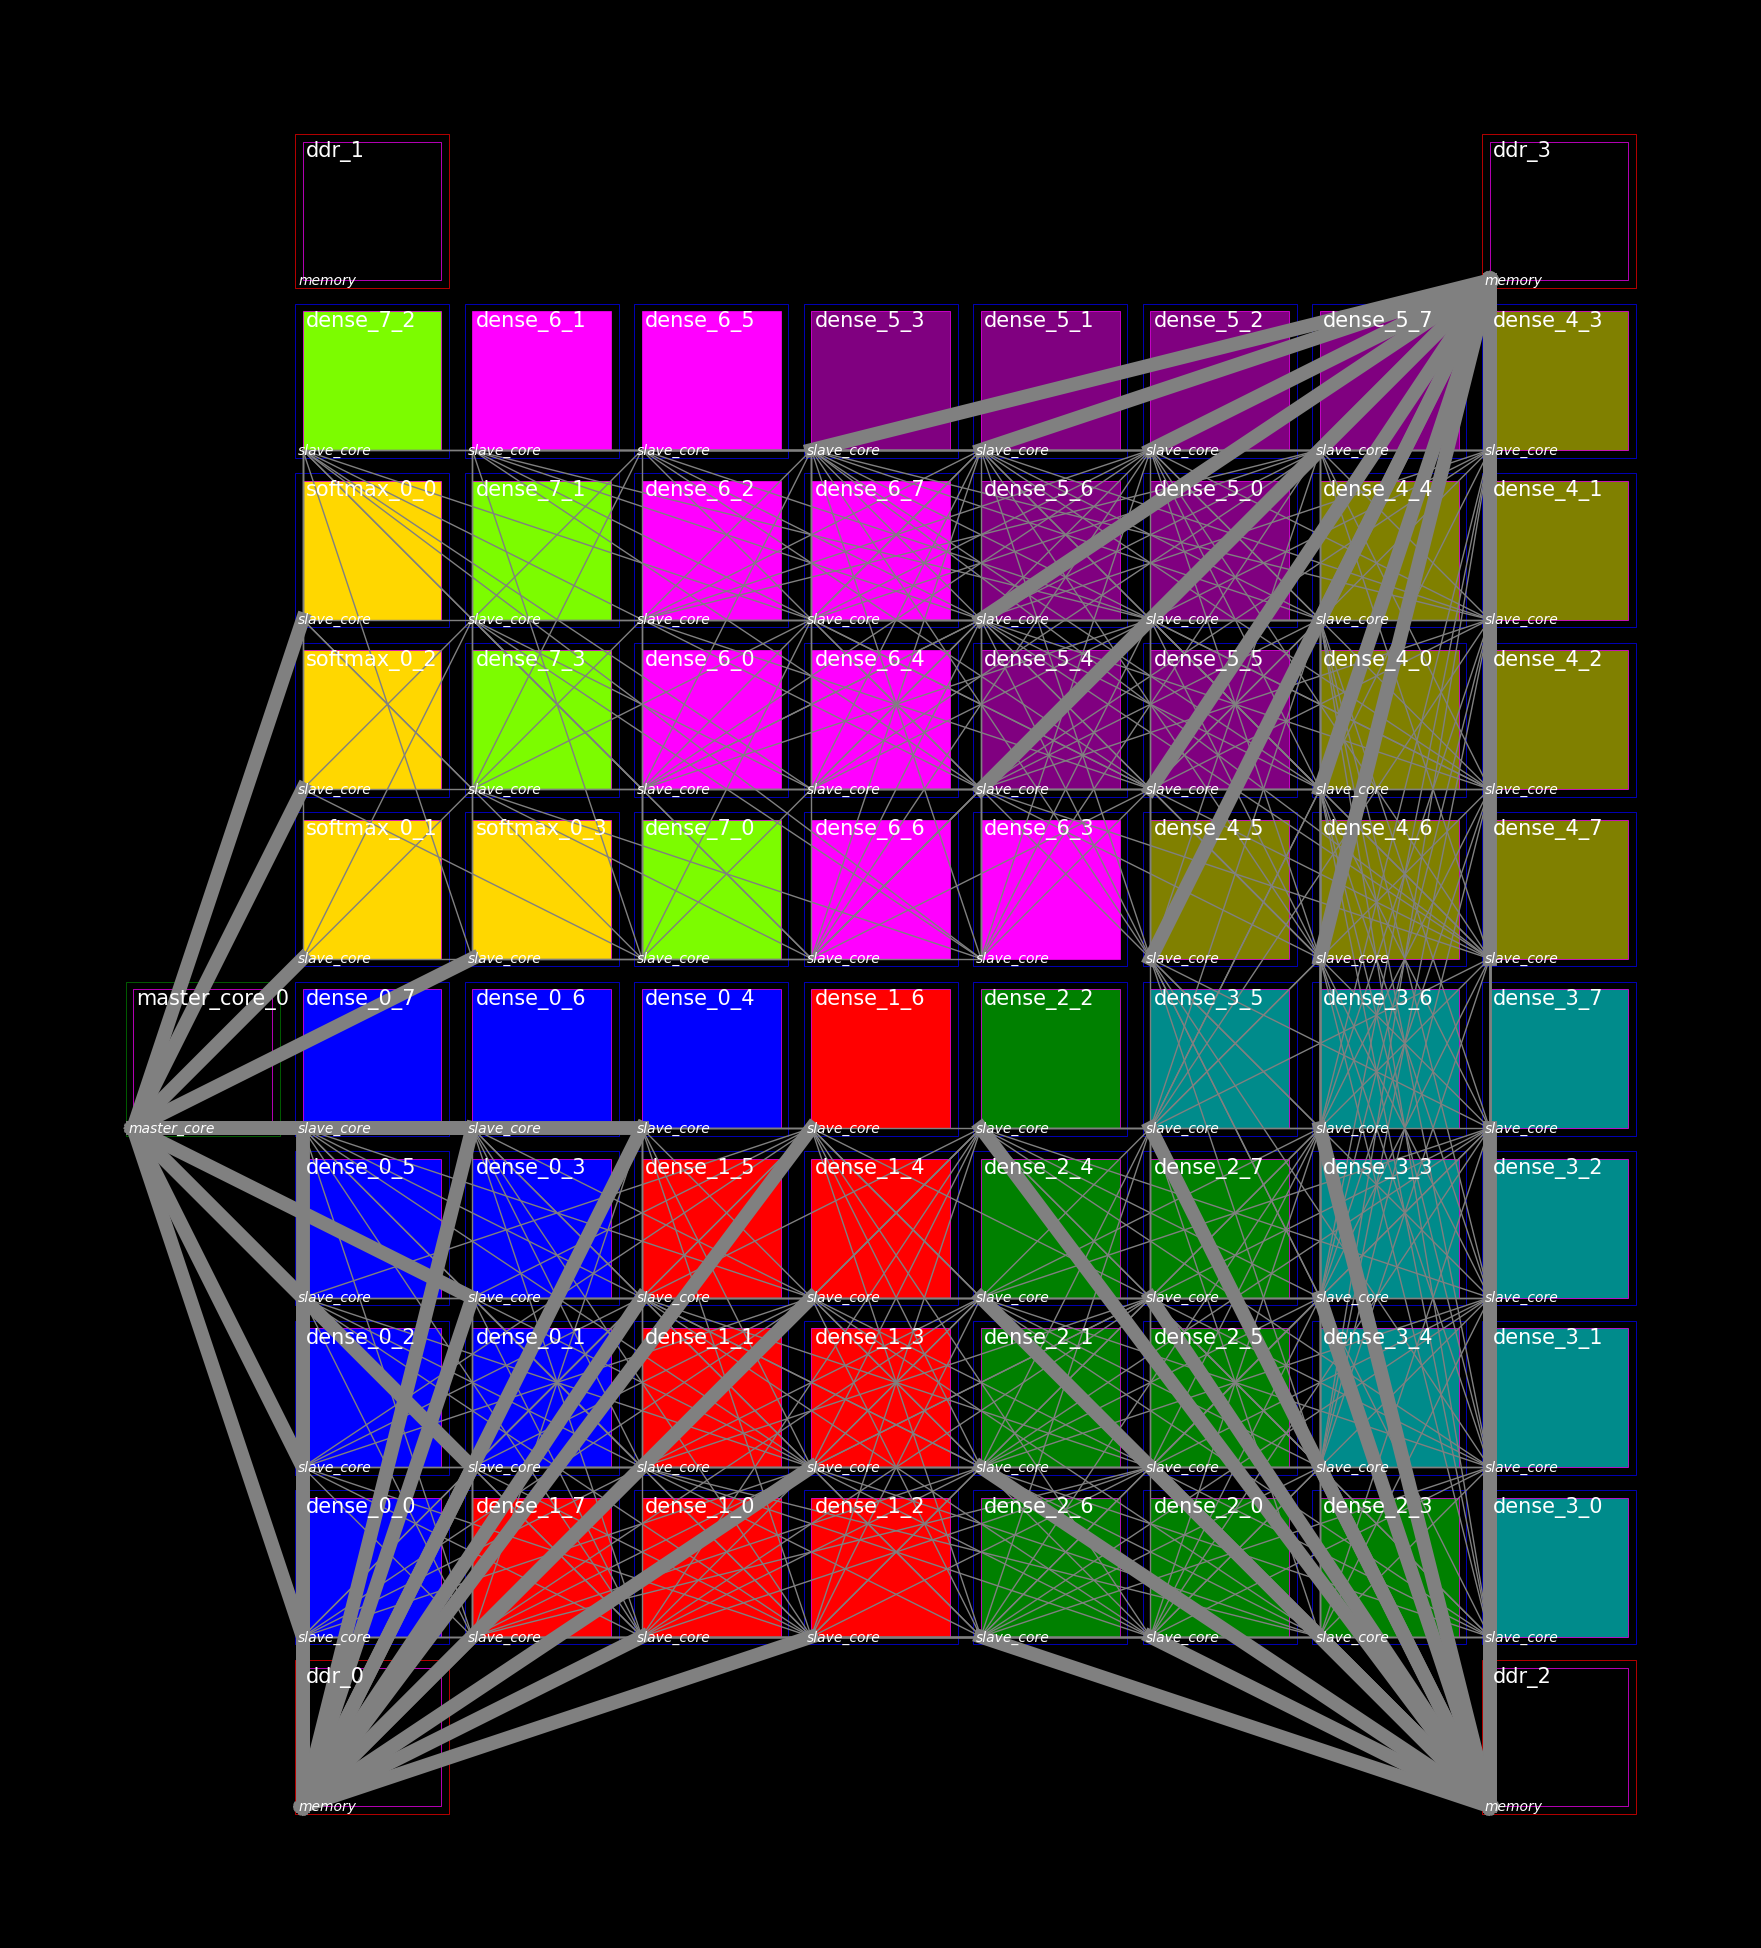 ddr_1
ddr_3
memory
memory
dense_7_2
dense_6_1
dense_6_5
dense_5_3
dense_5_1
dense_5_2
dense_5_7
dense_4_3
slave_core
slave_core
slave_core
slave_core
slave_core
slave_core
slave_core
slave_core
softmax_0_0
dense_7_1
dense_6_2
dense_6_7
dense_5_6
dense_5_0
dense_4_4
dense_4_1
slave_core
slave_core
slave_core
slave_core
slave_core
slave_core
slave_core
slave_core
softmax_0_2
dense_7_3
dense_6_0
dense_6_4
dense_5_4
dense_5_5
dense_4_0
dense_4_2
slave_core
slave_core
slave_core
slave_core
slave_core
slave_core
slave_core
slave_core
softmax_0_1
softmax_0_3
dense_7_0
dense_6_6
dense_6_3
dense_4_5
dense_4_6
dense_4_7
slave_core
slave_core
slave_core
slave_core
slave_core
slave_core
slave_core
slave_core
master_core_0
dense_0_7
dense_0_6
dense_0_4
dense_1_6
dense_2_2
dense_3_5
dense_3_6
dense_3_7
master_core
slave_core
slave_core
slave_core
slave_core
slave_core
slave_core
slave_core
slave_core
dense_0_5
dense_0_3
dense_1_5
dense_1_4
dense_2_4
dense_2_7
dense_3_3
dense_3_2
slave_core
slave_core
slave_core
slave_core
slave_core
slave_core
slave_core
slave_core
dense_0_2
dense_0_1
dense_1_1
dense_1_3
dense_2_1
dense_2_5
dense_3_4
dense_3_1
slave_core
slave_core
slave_core
slave_core
slave_core
slave_core
slave_core
slave_core
dense_0_0
dense_1_7
dense_1_0
dense_1_2
dense_2_6
dense_2_0
dense_2_3
dense_3_0
slave_core
slave_core
slave_core
slave_core
slave_core
slave_core
slave_core
slave_core
ddr_0
ddr_2
memory
memory